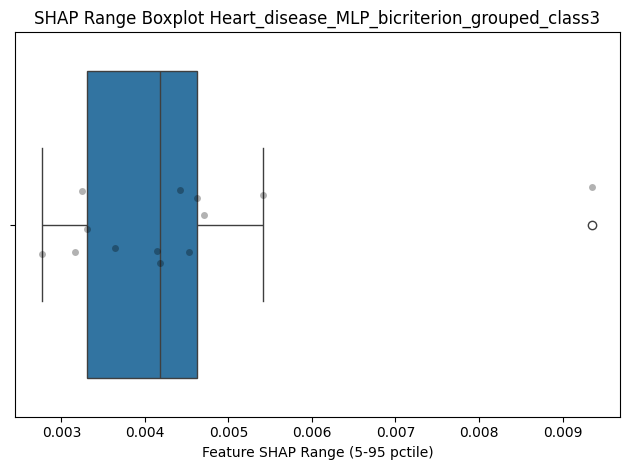 SHAP Range Boxplot Heart_disease_MLP_bicriterion_grouped_class3
0.003 0.004 0.005 0.006 0.007 0.008 0.009
Feature SHAP Range (5-95 pctile)